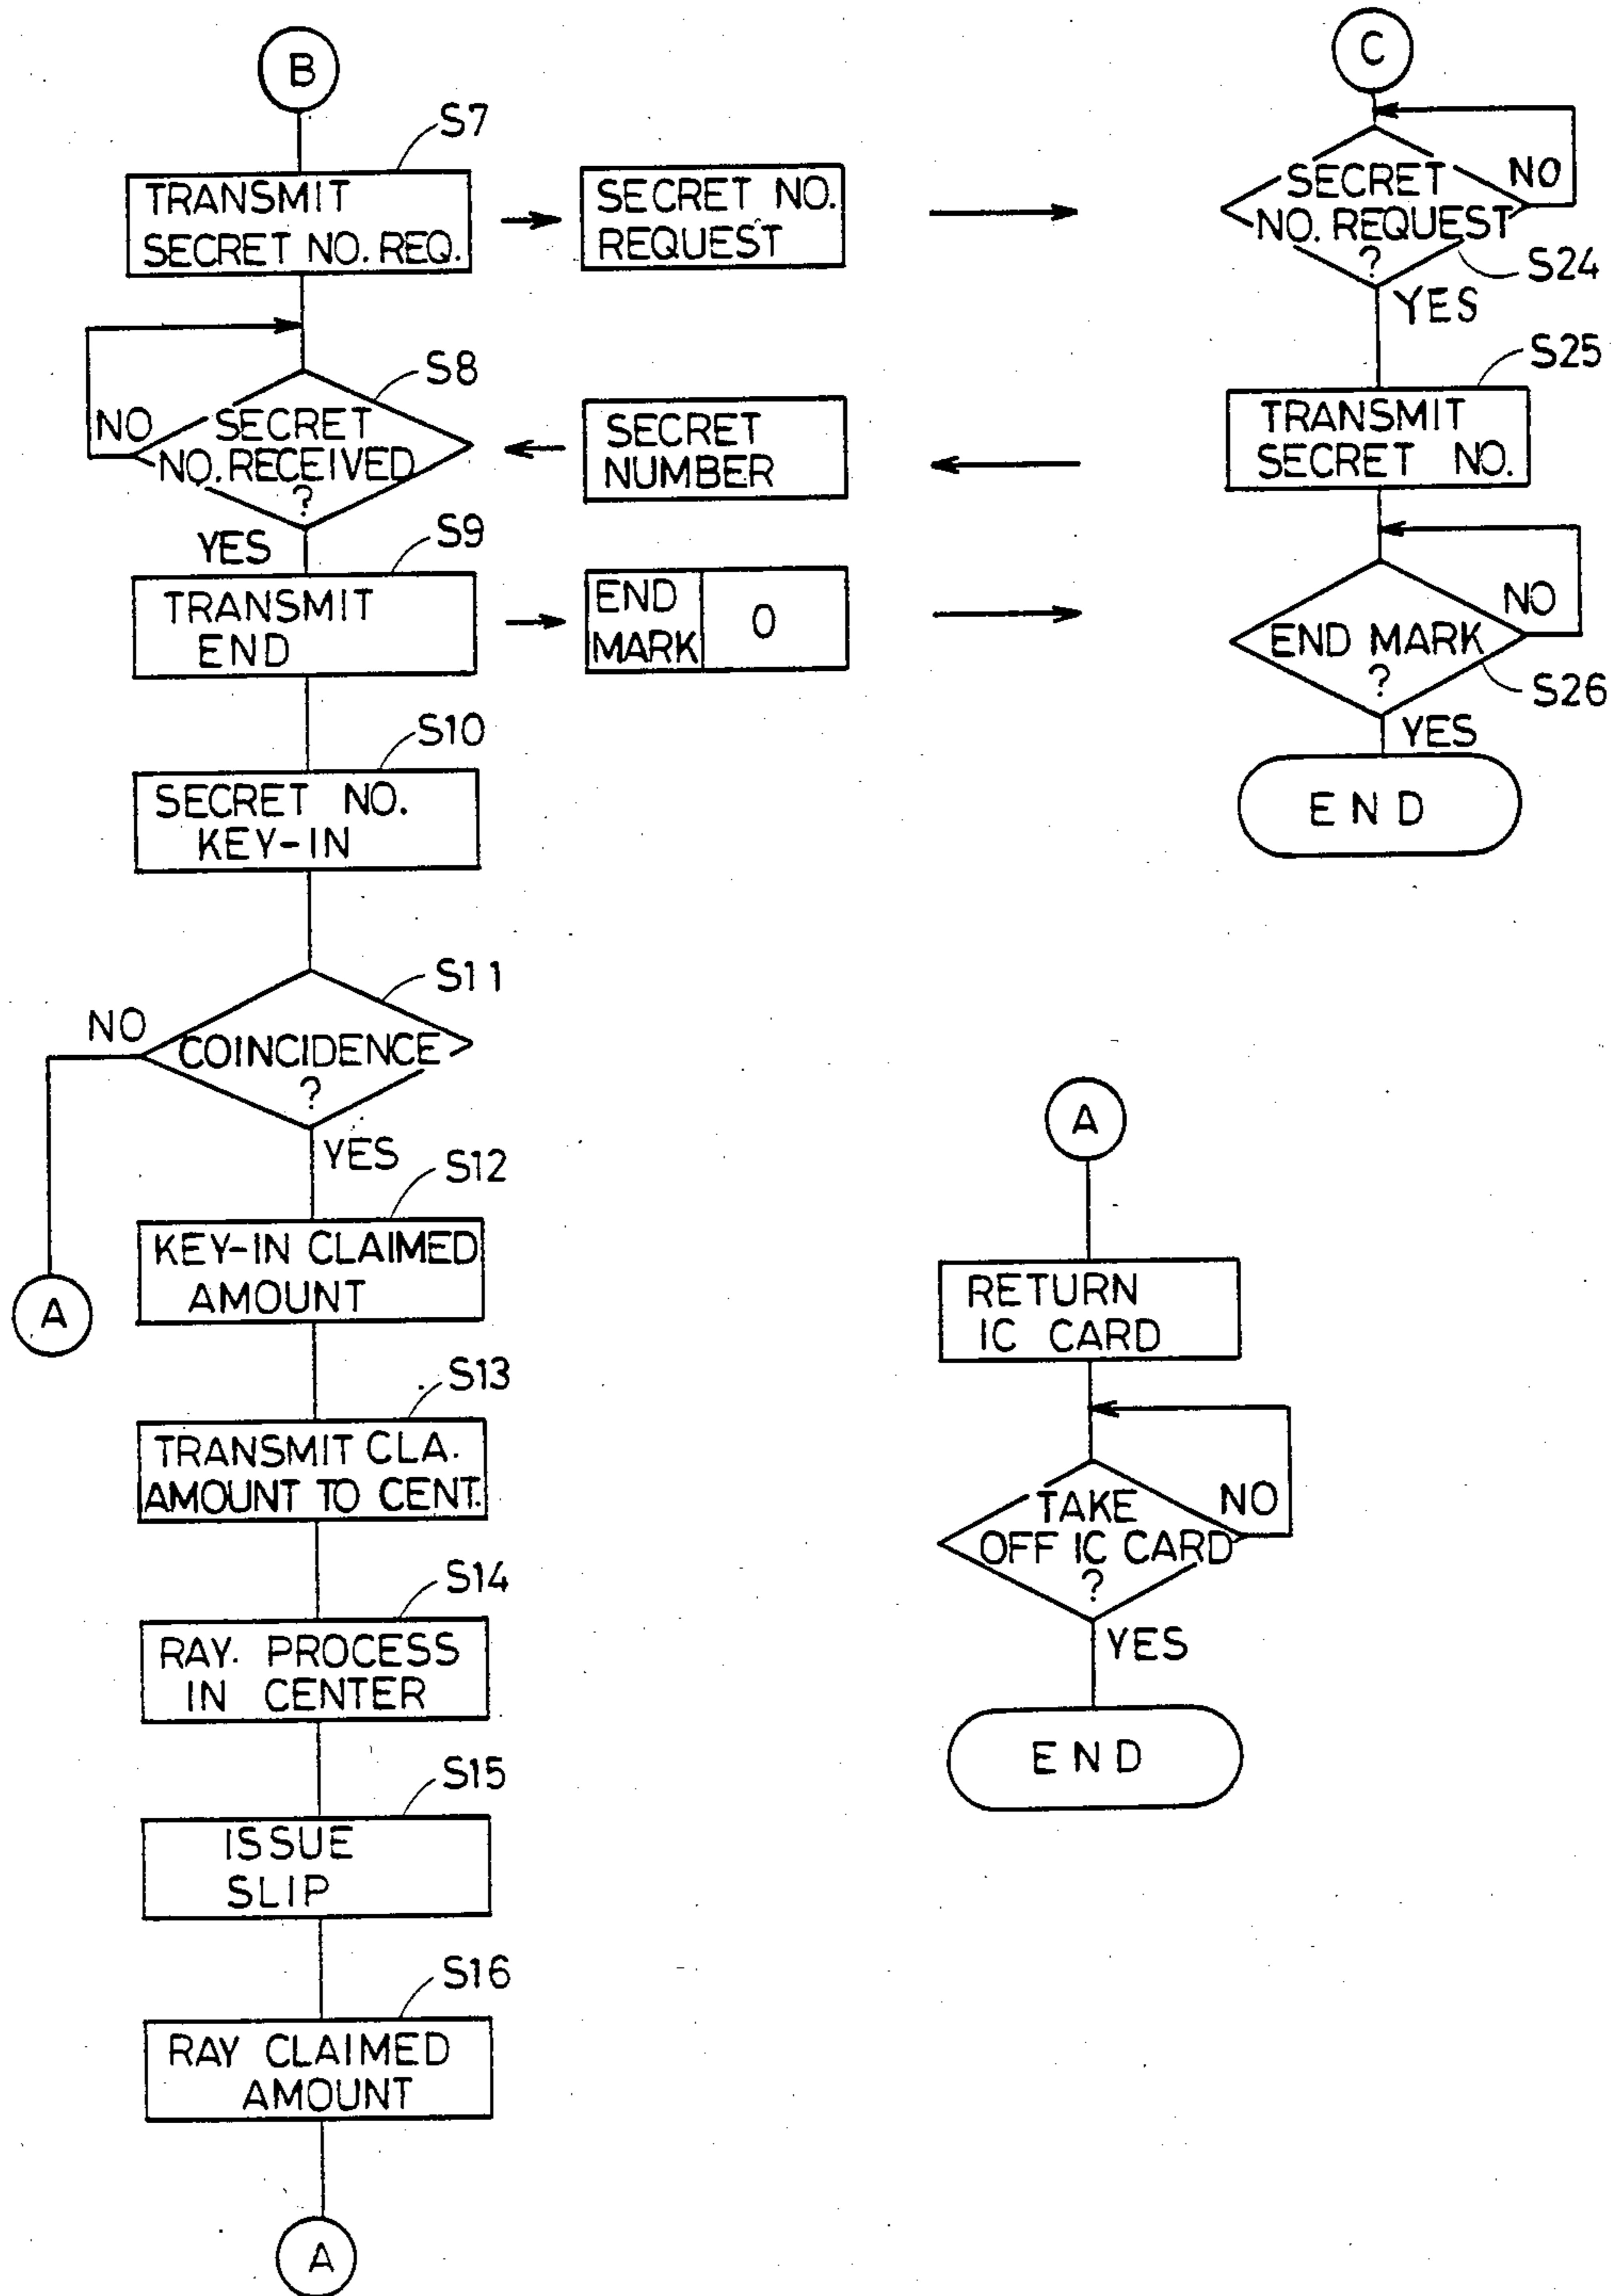 B
S7
TRANSMIT
SECRET NO. REQ.
SECRET NO.
REQUEST
S8
NO
SECRET
NO. RECEIVED
?
YES
SECRET
NUMBER
S9
TRANSMIT
END
END
MARK
0
S10
SECRET NO.
KEY-IN
S11
NO
COINCIDENCE
?
YES
A
S12
KEY-IN CLAIMED
AMOUNT
S13
TRANSMIT CLA.
AMOUNT TO CENT.
S14
RAY. PROCESS
IN CENTER
S15
ISSUE
SLIP
S16
RAY CLAIMED
AMOUNT
A
C
SECRET
NO. REQUEST
?
NO
S24
YES
S25
TRANSMIT
SECRET NO.
END MARK
?
NO
S26
YES
END
A
RETURN
IC CARD
TAKE
OFF IC CARD
?
NO
YES
END